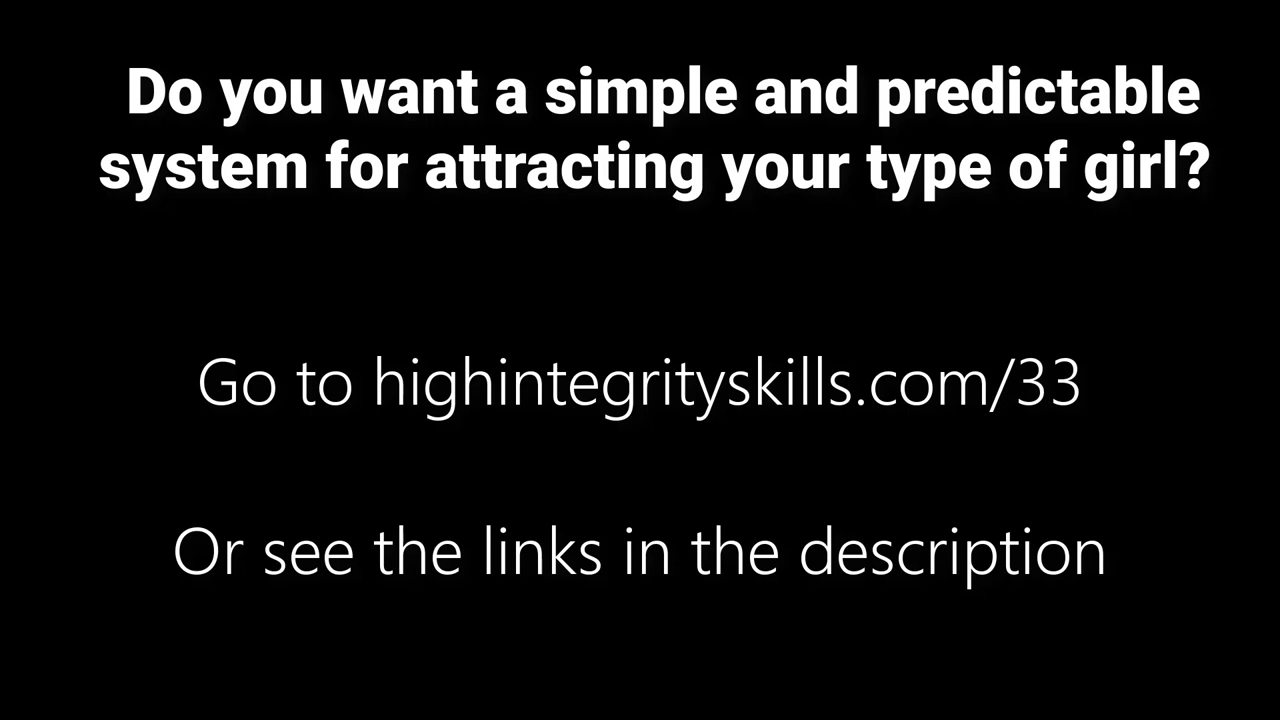 Do you want a simple and predictable
system for attracting your type of girl?
Go to highintegrityskills.com/33
Or see the links in the description